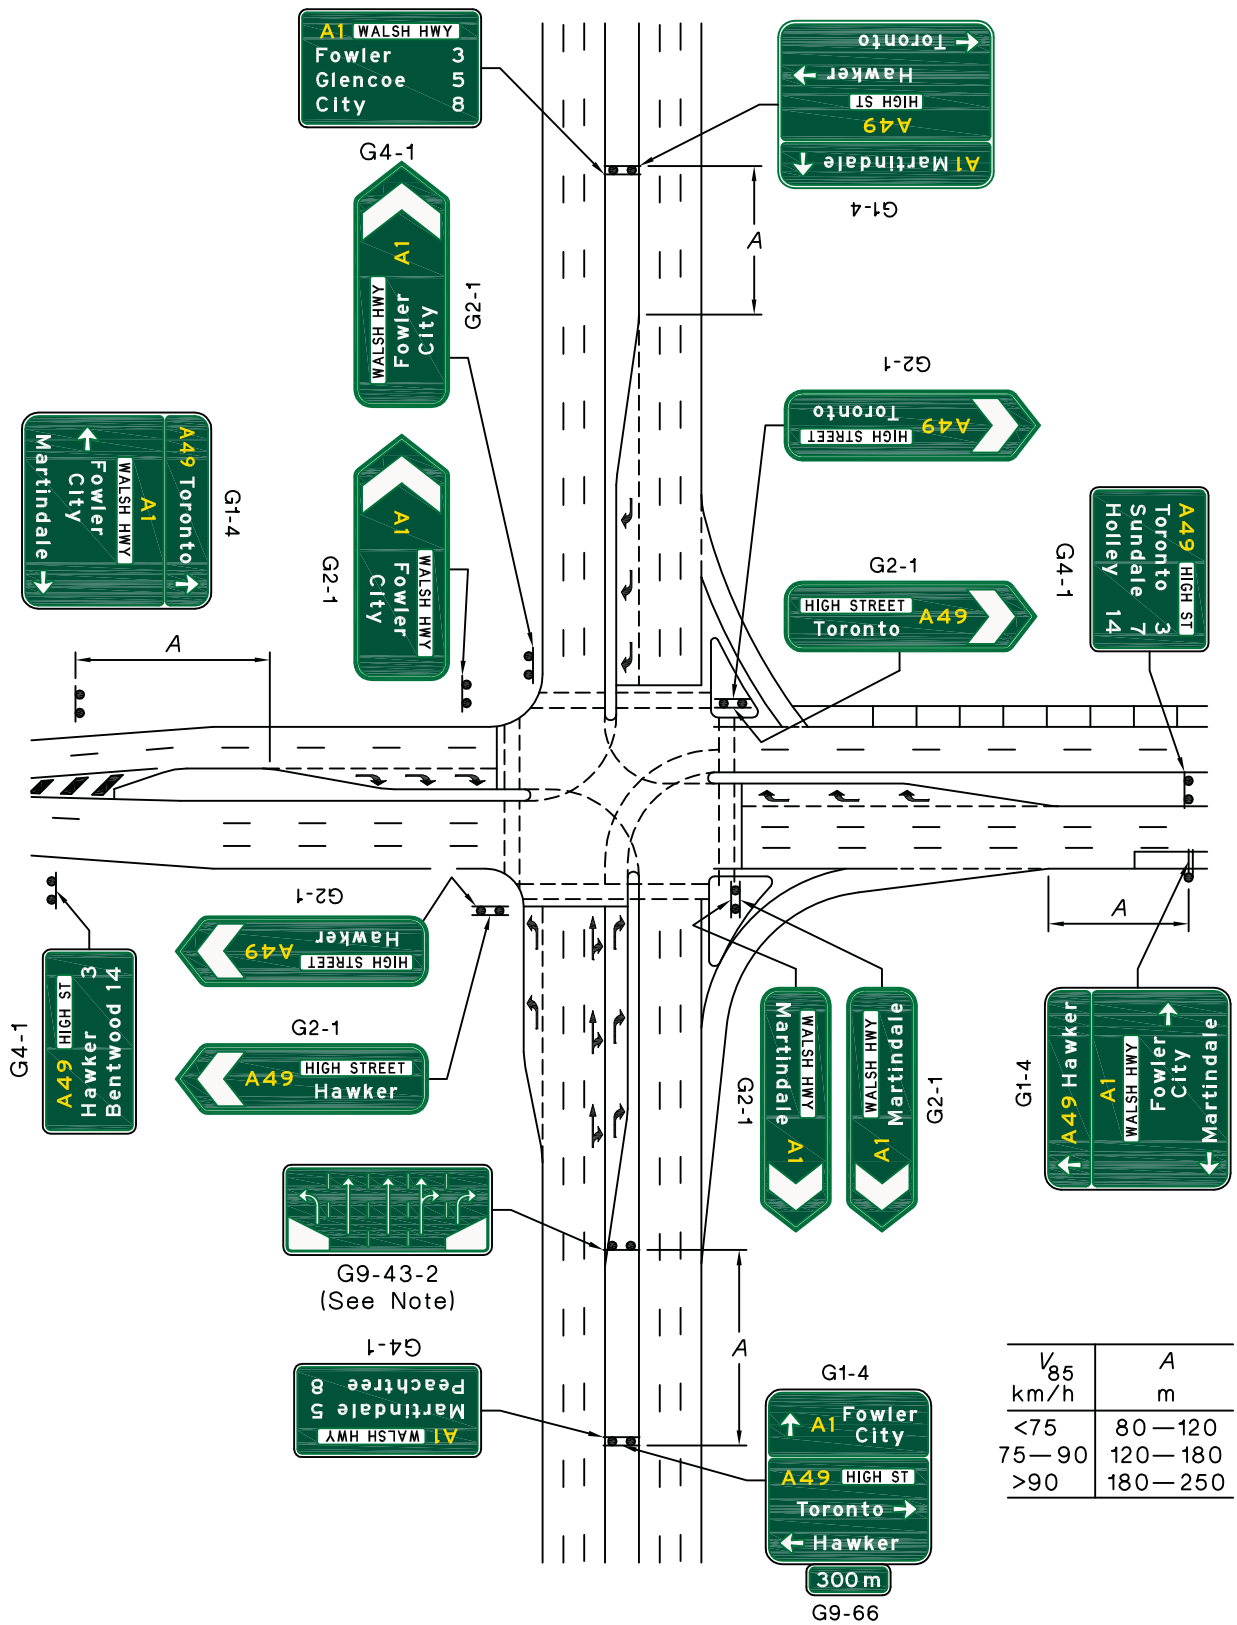 A1 WALSH HWY
Fowler 3
Glencoe 5
City 8
G4-1
Toronto
Hawker
HIGH ST
A49
A1 Martindale
G1-4
A
A1
WALSH HWY
Fowler
City
G2-1
A1
WALSH HWY
Fowler
City
G2-1
A49 Toronto
A1
WALSH HWY
Fowler
City
Martindale
G1-4
A
G2-1
A49 HIGH STREET
Toronto
G2-1
HIGH STREET A49
Toronto
A49 HIGH ST
Toronto 3
Sundale 7
Holley 14
G4-1
A
G2-1
A49 HIGH STREET
Hawker
G2-1
A49 HIGH STREET
Hawker
A49 HIGH ST
Hawker 3
Bentwood 14
G4-1
WALSH HWY A1
Martindale
G2-1
Martindale
WALSH HWY A1
G2-1
A49 Hawker
A1
WALSH HWY
Fowler
City
Martindale
G1-4
G9-43-2
(See Note)
G4-1
A1 WALSH HWY
Martindale 5
Peachtree 8
A
G1-4
A1 Fowler
City
A49 HIGH ST
Toronto
Hawker
300 m
G9-66
V85 A
km/h m
<75 80—120
75—90 120—180
>90 180—250